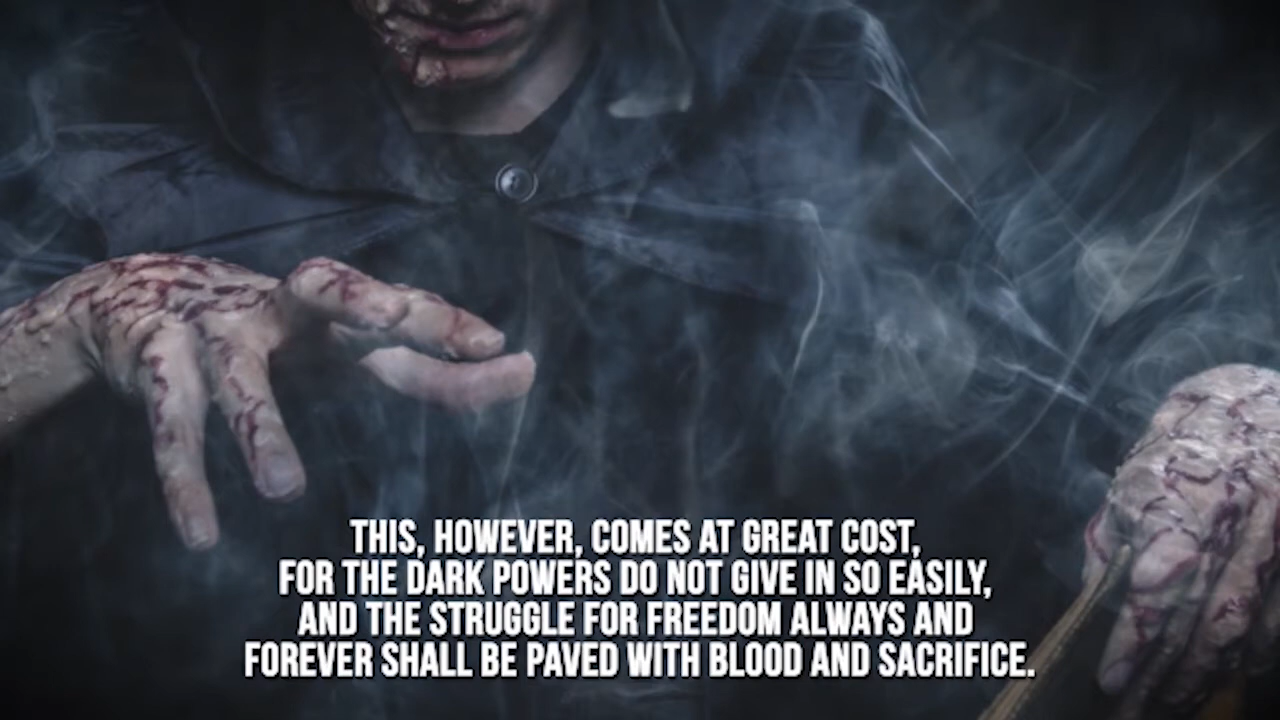 THIS, HOWEVER, COMES AT GREAT COST,
FOR THE DARK POWERS DO NOT GIVE IN SO EASILY,
AND THE STRUGGLE FOR FREEDOM ALWAYS AND
FOREVER SHALL BE PAVED WITH BLOOD AND SACRIFICE.